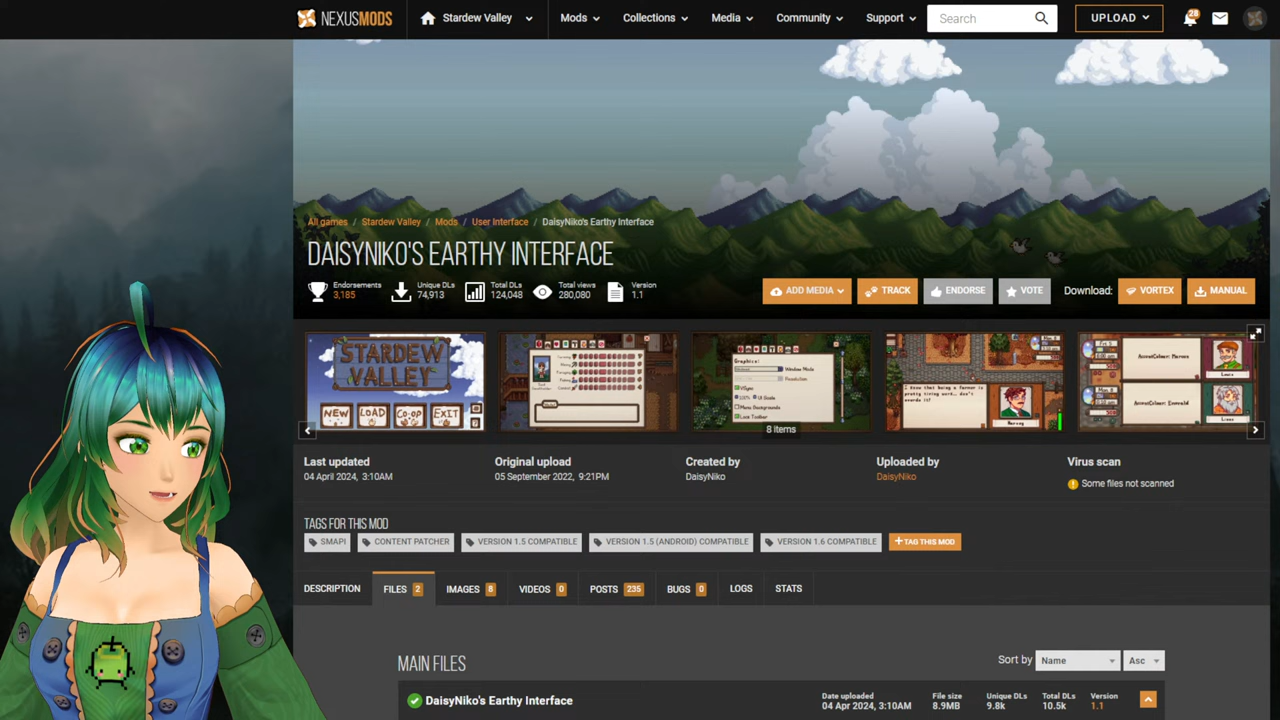 NEXUSMODS
Stardew Valley
Mods
Collections
Media
Community
Support
Search
UPLOAD
28
All games / Stardew Valley / Mods / User Interface / DaisyNiko's Earthy Interface
DAISYNIKO'S EARTHY INTERFACE
Endorsements
3,185
Unique DLs
74,913
Total DLs
124,048
Total views
280,080
Version
1.1
ADD MEDIA
TRACK
ENDORSE
VOTE
Download:
VORTEX
MANUAL
STARDEW
VALLEY
NEW
LOAD
CO-OP
EXIT
Graphics:
Window Mode
8 items
Last updated
04 April 2024, 3:10AM
Original upload
05 September 2022, 9:21PM
Created by
DaisyNiko
Uploaded by
DaisyNiko
Virus scan
Some files not scanned
TAGS FOR THIS MOD
SMAPI
CONTENT PATCHER
VERSION 1.5 COMPATIBLE
VERSION 1.5 (ANDROID) COMPATIBLE
VERSION 1.6 COMPATIBLE
+TAG THIS MOD
DESCRIPTION
FILES 2
IMAGES 8
VIDEOS 0
POSTS 235
BUGS 0
LOGS
STATS
MAIN FILES
Sort by
Name
Asc
DaisyNiko's Earthy Interface
Date uploaded
04 Apr 2024, 3:10AM
File size
8.9MB
Unique DLs
9.8k
Total DLs
10.5k
Version
1.1